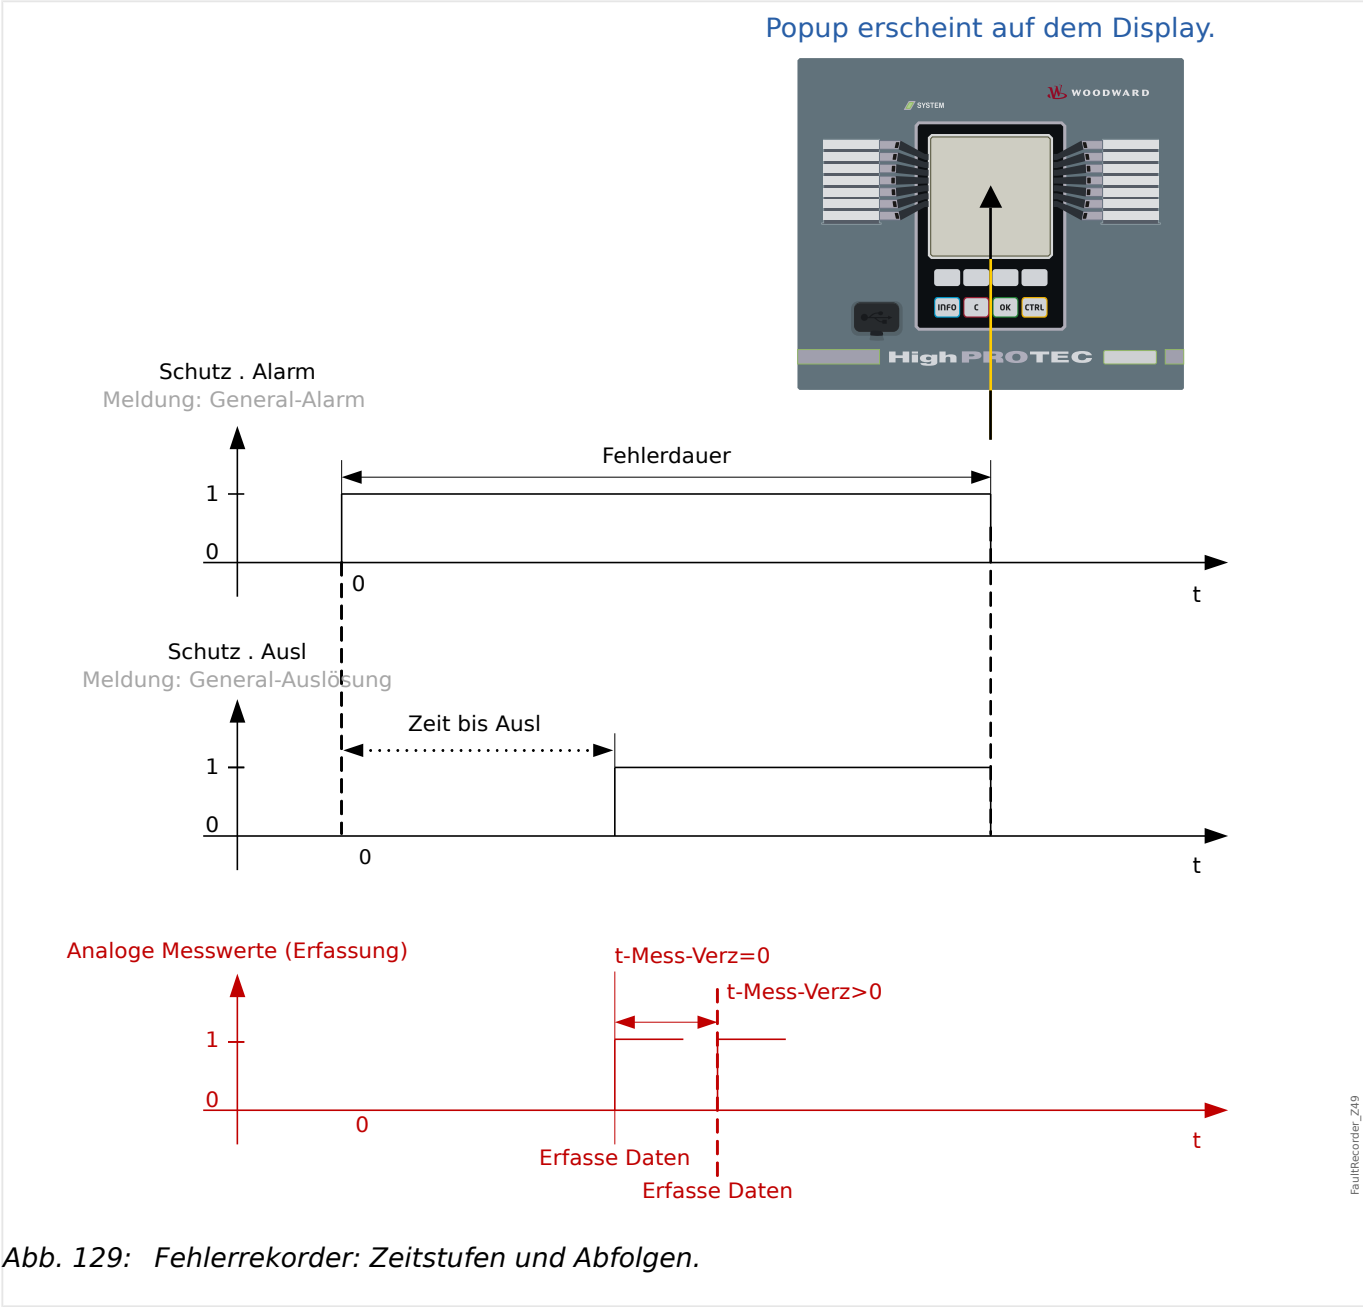 Popup erscheint auf dem Display.
WOODWARD
SYSTEM
INFO C OK CTRL
HighPROTEC
Schutz . Alarm
Meldung: General-Alarm
Fehlerdauer
1
0
0
t
Schutz . Ausl
Meldung: General-Auslösung
Zeit bis Ausl
1
0
0
t
Analoge Messwerte (Erfassung)
t-Mess-Verz=0
t-Mess-Verz>0
1
0
0
t
Erfasse Daten
Erfasse Daten
FaultRecorder_Z49
Abb. 129: Fehlerrekorder: Zeitstufen und Abfolgen.